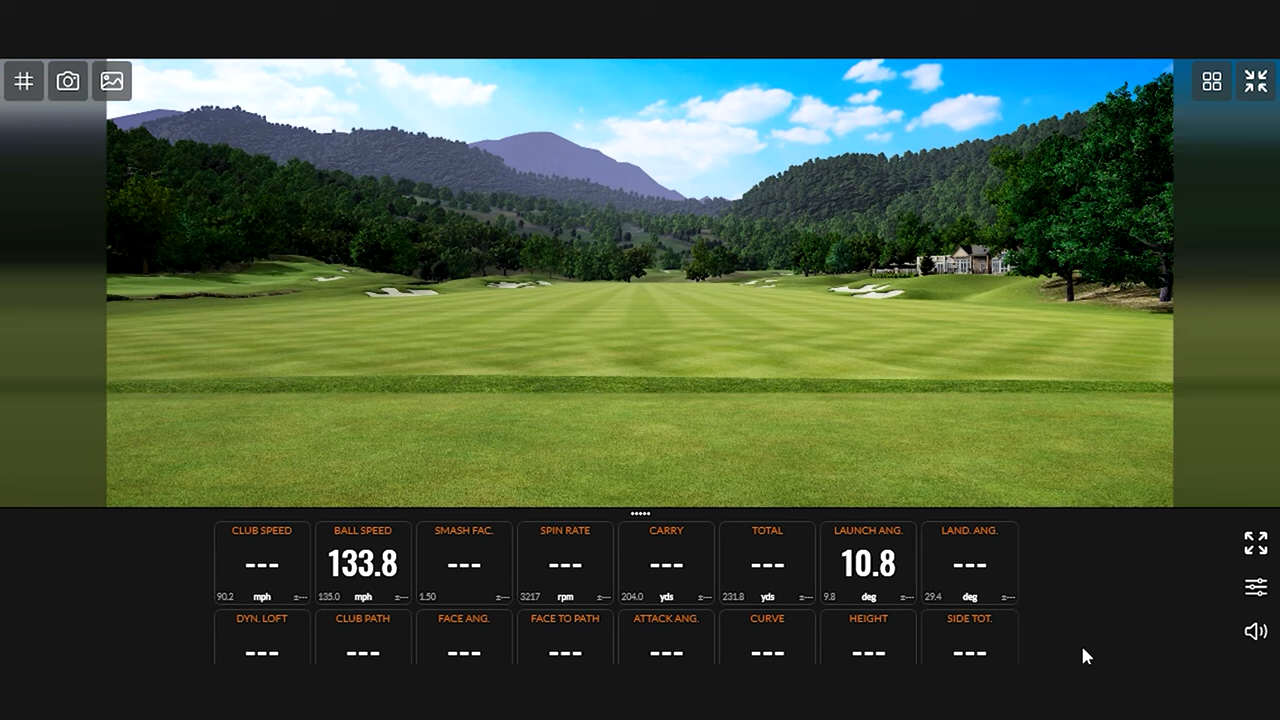 CLUB SPEED BALL SPEED SMASH FAC. SPIN RATE CARRY TOTAL LAUNCH ANG. LAND. ANG.
--- 133.8 --- --- --- --- 10.8 ---
90.2 mph ±--- 135.0 mph ±--- 1.50 ±--- 3217 rpm ±--- 204.0 yds ±--- 231.8 yds ±--- 9.8 deg ±--- 29.4 deg ±---
DYN. LOFT CLUB PATH FACE ANG. FACE TO PATH ATTACK ANG. CURVE HEIGHT SIDE TOT.
--- --- --- --- --- --- --- ---